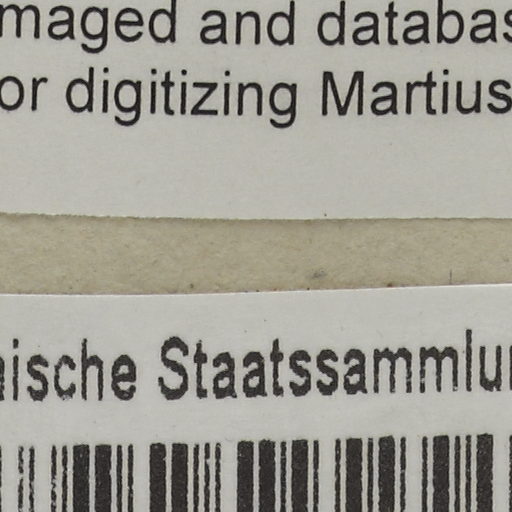 maged and databas
or digitizing Martius
ische Staatssammlu